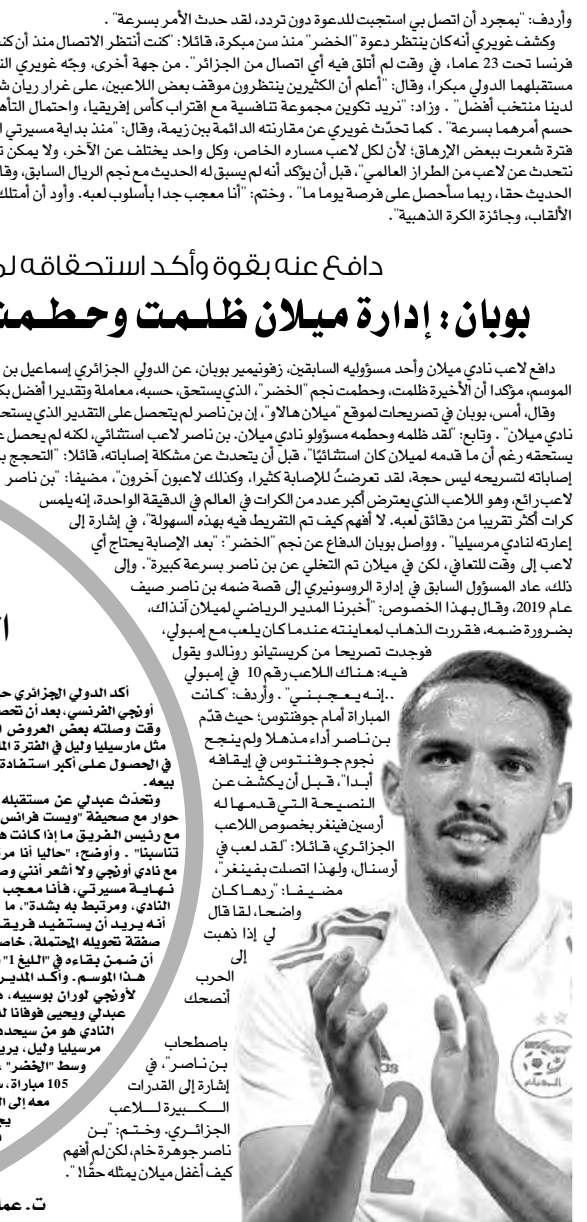 وأردف: "بمجرد أن اتصل بي استجبت للدعوة دون تردد، لقد حدث الأمر بسرعة" .
وكشف غويري أنه كان ينتظر دعوة "الخضر" منذ سن مبكرة، قائلا: "كنت أنتظر الاتصال منذ أن
فرنسا تحت 23 عاما، في وقت لم أتلق فيه أي اتصال من الجزائر". من جهة أخرى، وجّه غويري
مستقبلهما الدولي مبكرا، وقال: "أعلم أن الكثيرين ينتظرون موقف بعض اللاعبين، على غرار ريان
لدينا منتخب أفضل" . وزاد: "نريد تكوين مجموعة تنافسية مع اقتراب كأس إفريقيا، واحتمال
حسم أمرهما بسرعة" . كما تحدّث غويري عن مقارنته الدائمة ببن زيمة، وقال: "منذ بداية مسيرتي
فترة شعرت ببعض الإرهاق؛ لأن لكل لاعب مساره الخاص، وكل واحد يختلف عن الآخر، ولا يمكن
نتحدث عن لاعب من الطراز العالمي"، قبل أن يؤكد أنه لم يسبق له الحديث مع نجم الريال السابق،
الحديث حقا، ربما سأحصل على فرصة يوما ما" . وختم: "أنا معجب جدا بأسلوب لعبه. وأود أن أمتلك
الألقاب، وجائزة الكرة الذهبية".
دافع عنه بقوة وأكد استحقاقه
بوبان: إدارة ميلان ظلمت وحطمت
دافع لاعب نادي ميلان وأحد مسؤوليه السابقين، زفونيمير بوبان، عن الدولي الجزائري إسماعيل بن
الموسم، مؤكدا أن الأخيرة ظلمت، وحطمت نجم "الخضر"، الذي يستحق، حسبه، معاملة وتقديرا أفضل
وقال، أمس، بوبان في تصريحات لموقع "ميلان هالاو"، إن بن ناصر لم يتحصل على التقدير الذي
نادي ميلان" . وتابع: "لقد ظلمه وحطمه مسؤولو نادي ميلان. بن ناصر لاعب استثنائي، لكنه لم يحصل
يستحقه رغم أن ما قدمه لميلان كان استثنائيًا"، قبل أن يتحدث عن مشكلة إصاباته، قائلا: "التحجج
إصاباته لتسريحه ليس حجة، لقد تعرضتُ للإصابة كثيرا، وكذلك لاعبون آخرون"، مضيفا: "بن ناصر
لاعب رائع، وهو اللاعب الذي يعترض أكبر عدد من الكرات في العالم في الدقيقة الواحدة، إنه يلمس
كرات أكثر تقريبا من دقائق لعبه. لا أفهم كيف تم التفريط فيه بهذه السهولة"، في إشارة إلى
إعارته لنادي مرسيليا" . وواصل بوبان الدفاع عن نجم "الخضر": "بعد الإصابة يحتاج أي
لاعب إلى وقت للتعافي، لكن في ميلان تم التخلي عن بن ناصر بسرعة كبيرة". وإلى
ذلك، عاد المسؤول السابق في إدارة الروسونيري إلى قصة ضمه بن ناصر صيف
عام 2019، وقال بهذا الخصوص: "أخبرنا المدير الرياضي لميلان آنذاك،
بضرورة ضمه، فقررت الذهاب لمعاينته عندما كان يلعب مع إمبولي،
فوجدت تصريحا من كريستيانو رونالدو يقول
فيه: هناك اللاعب رقم 10 في إمبولي
..إنه يعجبني" . وأردف: "كانت
المباراة أمام جوفنتوس؛ حيث قدّم
بن ناصر أداء مذهلا ولم ينجح
نجوم جوفنتوس في إيقافه
أبدا"، قبل أن يكشف عن
النصيحة التي قدمها له
أرسين فينغر بخصوص اللاعب
الجزائري، قائلا: "لقد لعب في
أرسنال، ولهذا اتصلت بفينغر"،
مضيفا: "ردها كان
واضحا، لقا قال
لي إذا ذهبت
إلى
الحرب
أنصحك
باصطحاب
بن ناصر"، في
إشارة إلى القدرات
الكبيرة للاعب
الجزائري. وختم: "بن
ناصر جوهرة خام، لكن لم أفهم
كيف أغفل ميلان يمثله حقًا!".
أكد الدولي الجزائري
أونجي الفرنسي، بعد أن
وقت وصلته بعض العروض
مثل مارسيليا وليل في الفترة
في الحصول على أكبر استفادة
بيعه.
وتحدّث عبدلي عن مستقبله
حوار مع صحيفة "ويست فرانس
مع رئيس الفريق ما إذا كانت
تناسبنا" . وأوضح: "حاليا أنا
مع نادي أونجي ولا أشعر أنني
نهاية مسيرتي، فأنا معجب
النادي، ومرتبط به بشدة"، ما
أنه يريد أن يستفيد
صفقة تحويله المحتملة،
أن ضمن بقاءه في "الليغ 1"
هذا الموسم. وأكد
لأونجي لوران بوسييه،
عبدلي ويحيى فوفانا
النادي هو من سيحدد
مرسيليا وليل،
وسط "الخضر"
105 مباراة،
معه إلى
ت. عما
adidas
2